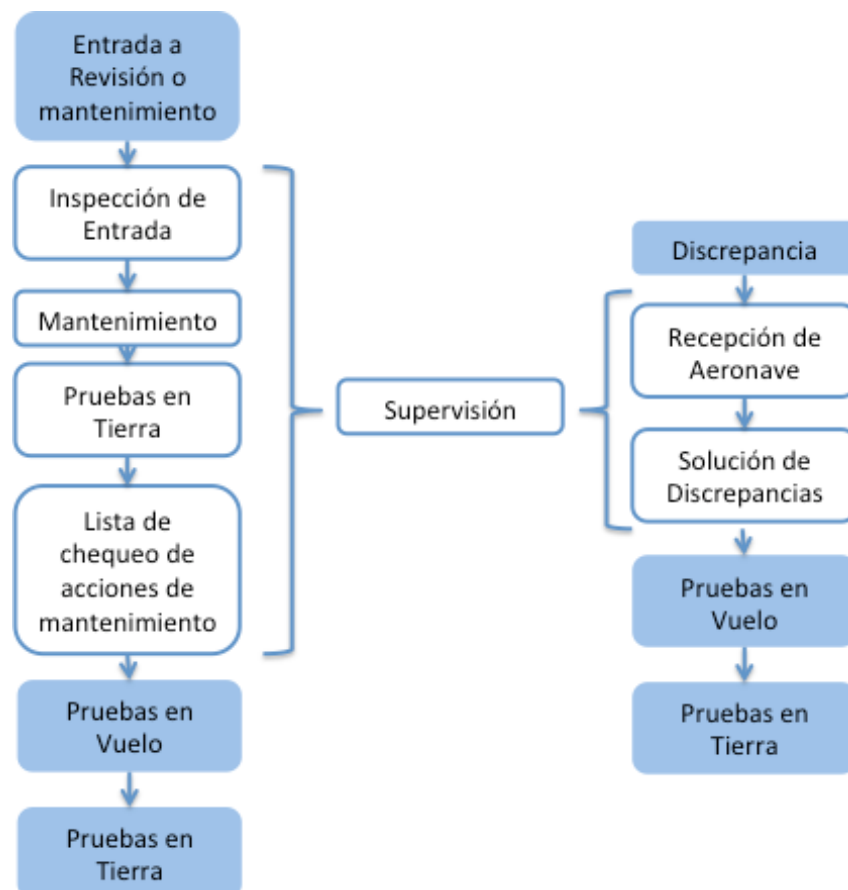 Entrada a
Revisión o
mantenimiento
Inspección de
Entrada
Mantenimiento
Pruebas en
Tierra
Lista de
chequeo de
acciones de
mantenimiento
Pruebas en
Vuelo
Pruebas en
Tierra
Supervisión
Discrepancia
Recepción de
Aeronave
Solución de
Discrepancias
Pruebas en
Vuelo
Pruebas en
Tierra